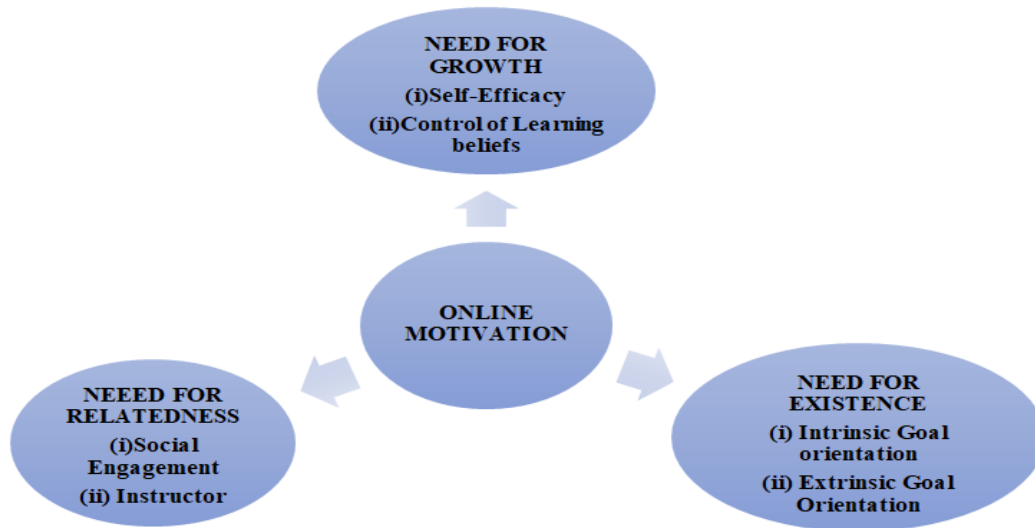 NEED FOR
GROWTH
(i)Self-Efficacy
(ii)Control of Learning
beliefs
ONLINE
MOTIVATION
NEEED FOR
RELATEDNESS
(i)Social
Engagement
(ii) Instructor
NEED FOR
EXISTENCE
(i) Intrinsic Goal
orientation
(ii) Extrinsic Goal
Orientation